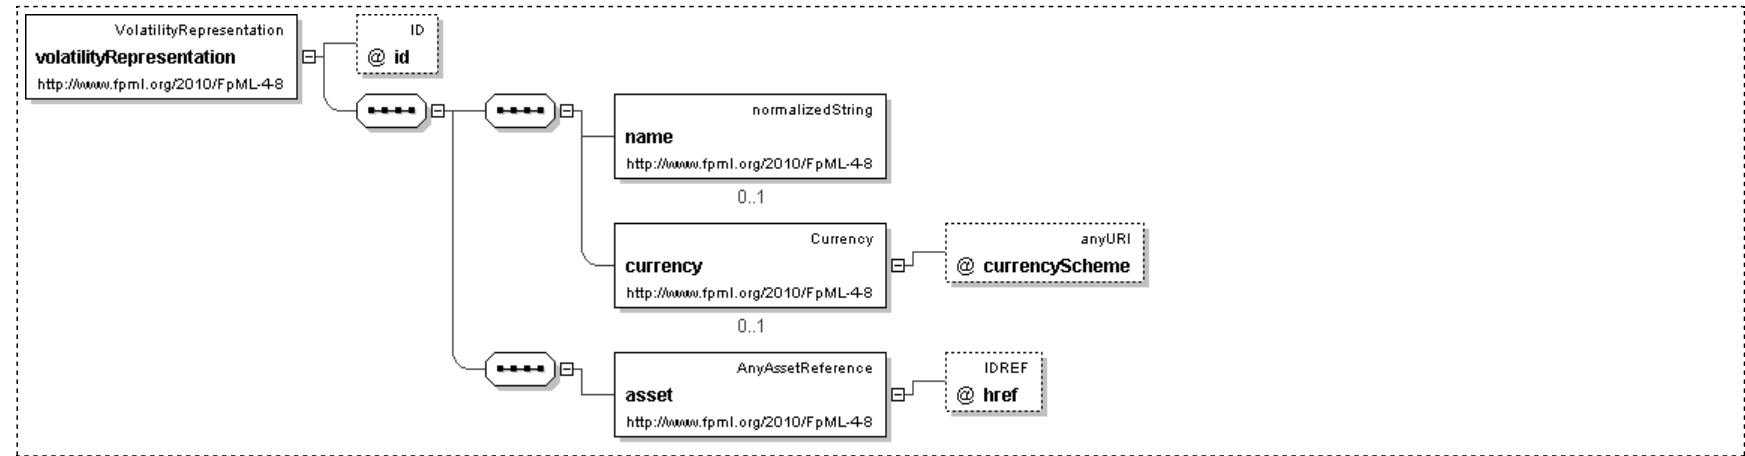 VolatilityRepresentation
volatilityRepresentation
http://www.fpml.org/2010/FpML-4-8
ID
@ id
normalizedString
name
http://www.fpml.org/2010/FpML-4-8
0..1
Currency
currency
http://www.fpml.org/2010/FpML-4-8
0..1
anyURI
@ currencyScheme
AnyAssetReference
asset
http://www.fpml.org/2010/FpML-4-8
IDREF
@ href